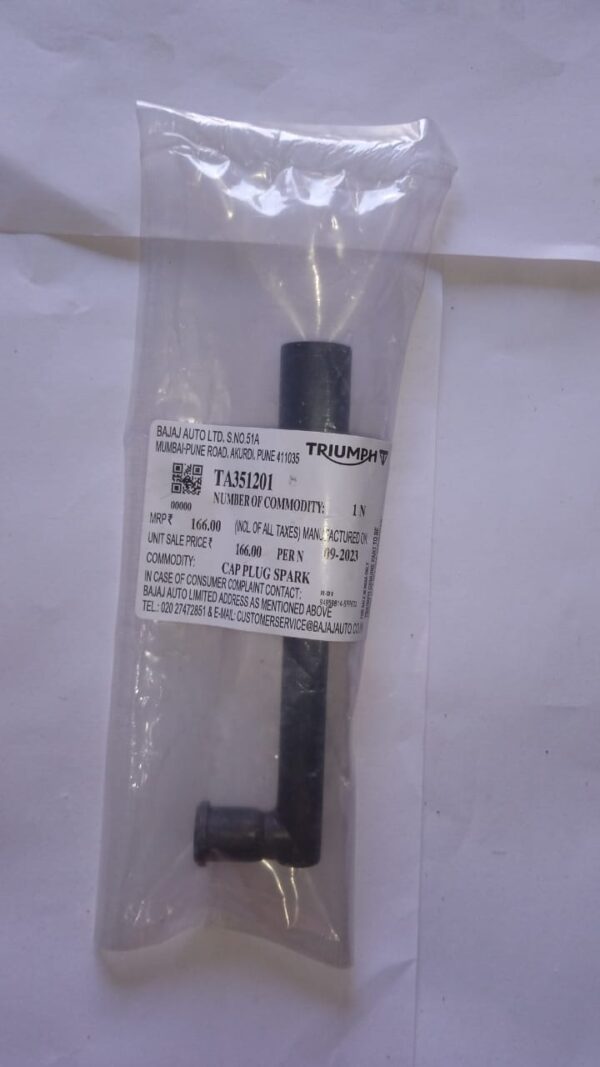 BAJAJ AUTO LTD. S.NO.51A
MUMBAI-PUNE ROAD, AKURDI, PUNE 411035
TRIUMPH
TA351201
NUMBER OF COMMODITY: 1 N
00000
MRP ₹ 166.00 (INCL OF ALL TAXES) MANUFACTURED ON
UNIT SALE PRICE ₹ 166.00 PER N 09-2023
COMMODITY: CAP PLUG SPARK
IN CASE OF CONSUMER COMPLAINT CONTACT:
BAJAJ AUTO LIMITED ADDRESS AS MENTIONED ABOVE
TEL.: 020 27472851 & E-MAIL: CUSTOMERSERVICE@BAJAJAUTO.CO